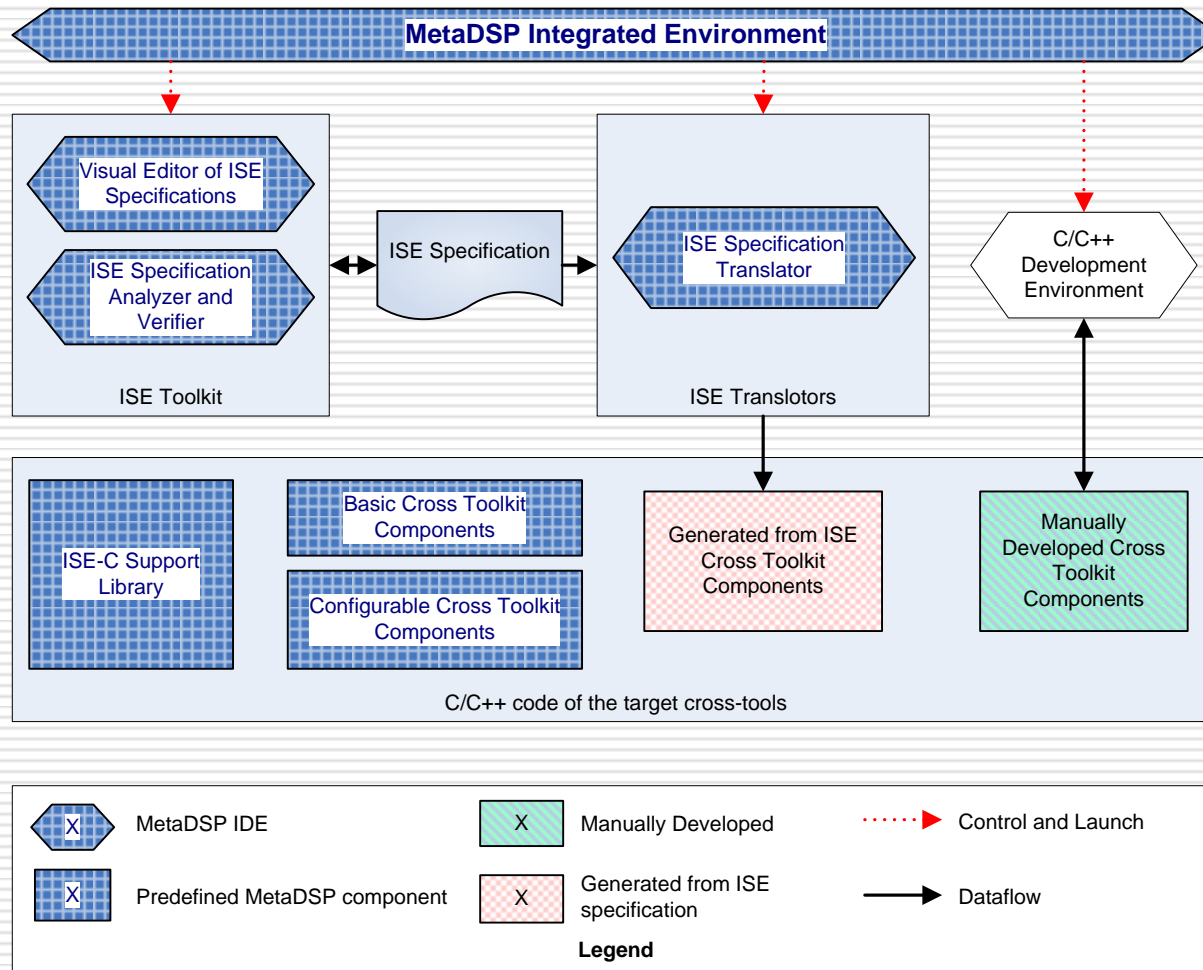 MetaDSP Integrated Environment
Visual Editor of ISE
Specifications
ISE Specification
Analyzer and
Verifier
ISE Toolkit
ISE Specification
ISE Specification
Translator
ISE Translotors
C/C++
Development
Environment
ISE-C Support
Library
Basic Cross Toolkit
Components
Configurable Cross Toolkit
Components
Generated from ISE
Cross Toolkit
Components
Manually
Developed Cross
Toolkit
Components
C/C++ code of the target cross-tools
X
MetaDSP IDE
X
Predefined MetaDSP component
X
Manually Developed
X
Generated from ISE
specification
Control and Launch
Dataflow
Legend